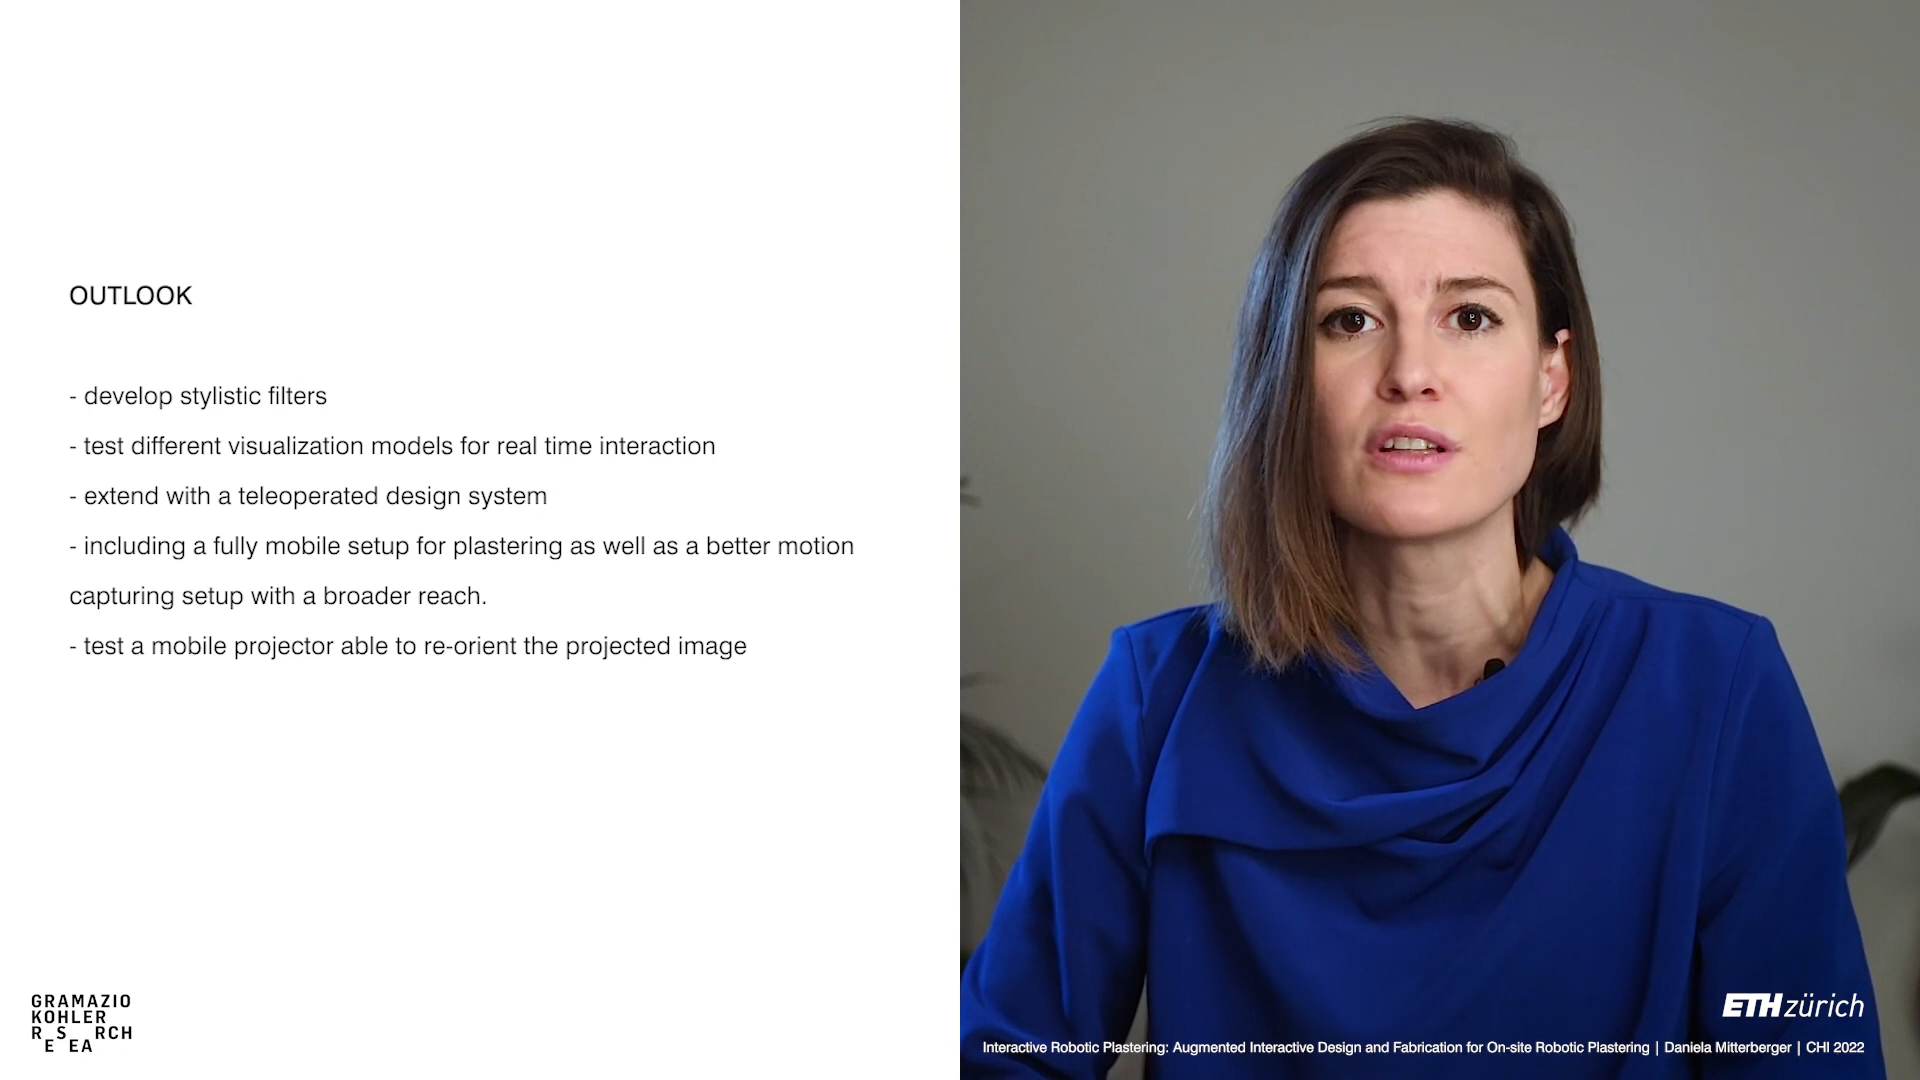 OUTLOOK
- develop stylistic filters
- test different visualization models for real time interaction
- extend with a teleoperated design system
- including a fully mobile setup for plastering as well as a better motion
capturing setup with a broader reach.
- test a mobile projector able to re-orient the projected image
GRAMAZIO
KOHLER
R S RCH
E EA
ETH zürich
Interactive Robotic Plastering: Augmented Interactive Design and Fabrication for On-site Robotic Plastering | Daniela Mitterberger | CHI 2022